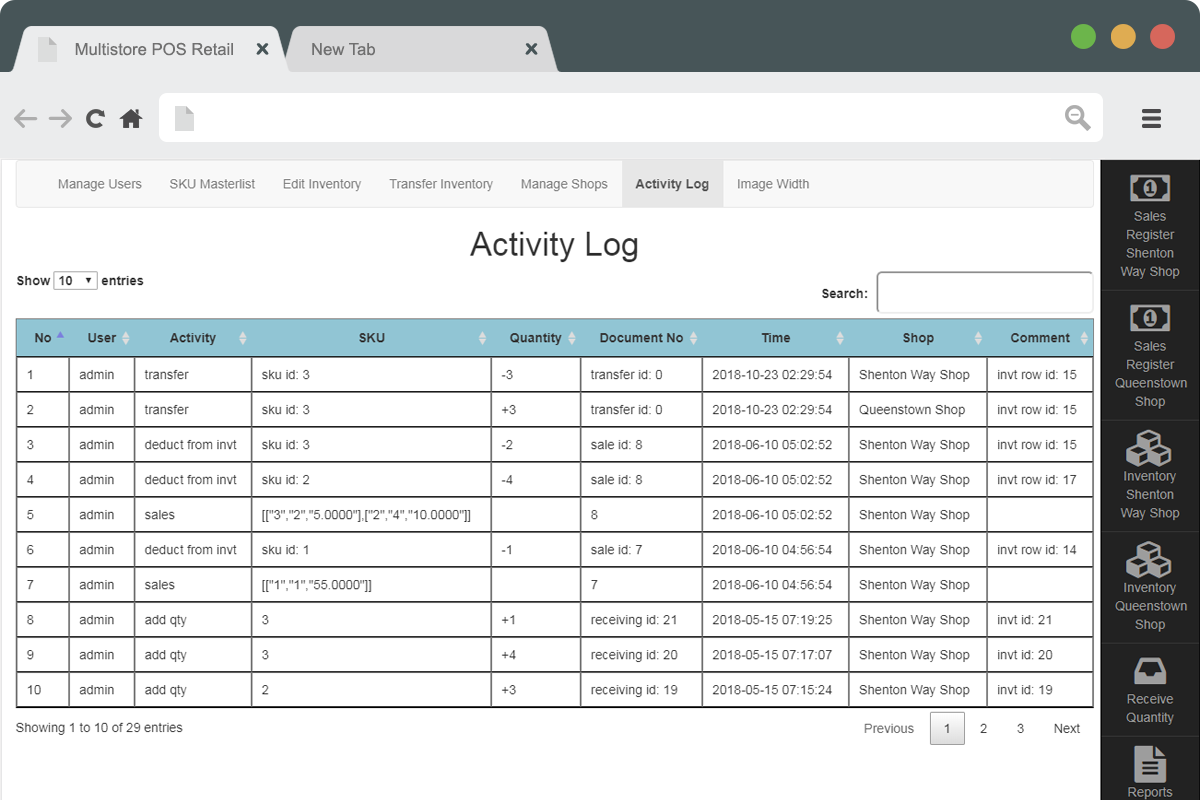 Multistore POS Retail
New Tab
Manage Users SKU Masterlist Edit Inventory Transfer Inventory Manage Shops Activity Log Image Width
Activity Log
Show 10 entries
Search:
No User Activity SKU Quantity Document No Time Shop Comment
1 admin transfer sku id: 3 -3 transfer id: 0 2018-10-23 02:29:54 Shenton Way Shop invt row id: 15
2 admin transfer sku id: 3 +3 transfer id: 0 2018-10-23 02:29:54 Queenstown Shop invt row id: 15
3 admin deduct from invt sku id: 3 -2 sale id: 8 2018-06-10 05:02:52 Shenton Way Shop invt row id: 15
4 admin deduct from invt sku id: 2 -4 sale id: 8 2018-06-10 05:02:52 Shenton Way Shop invt row id: 17
5 admin sales [["3","2","5.0000"],["2","4","10.0000"]] 8 2018-06-10 05:02:52 Shenton Way Shop
6 admin deduct from invt sku id: 1 -1 sale id: 7 2018-06-10 04:56:54 Shenton Way Shop invt row id: 14
7 admin sales [["1","1","55.0000"]] 7 2018-06-10 04:56:54 Shenton Way Shop
8 admin add qty 3 +1 receiving id: 21 2018-05-15 07:19:25 Shenton Way Shop invt id: 21
9 admin add qty 3 +4 receiving id: 20 2018-05-15 07:17:07 Shenton Way Shop invt id: 20
10 admin add qty 2 +3 receiving id: 19 2018-05-15 07:15:24 Shenton Way Shop invt id: 19
Showing 1 to 10 of 29 entries
Previous 1 2 3 Next
1
Sales
Register
Shenton
Way Shop
1
Sales
Register
Queenstown
Shop
Inventory
Shenton
Way Shop
Inventory
Queenstown
Shop
Receive
Quantity
Reports